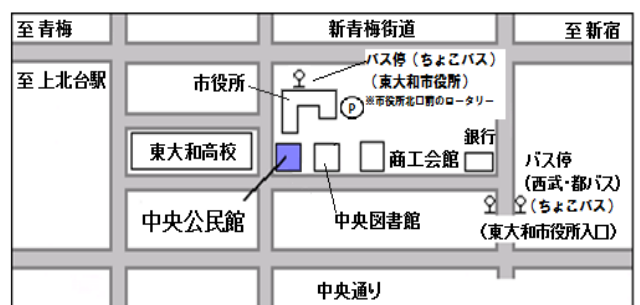 至青梅
新青梅街道
至新宿
バス停（ちょこバス）
（東大和市役所）
※市役所北口前のロータリー
至上北台駅
市役所
P
銀行
東大和高校
商工会館
バス停
（西武・都バス）
（ちょこバス）
（東大和市役所入口）
中央公民館
中央図書館
中央通り